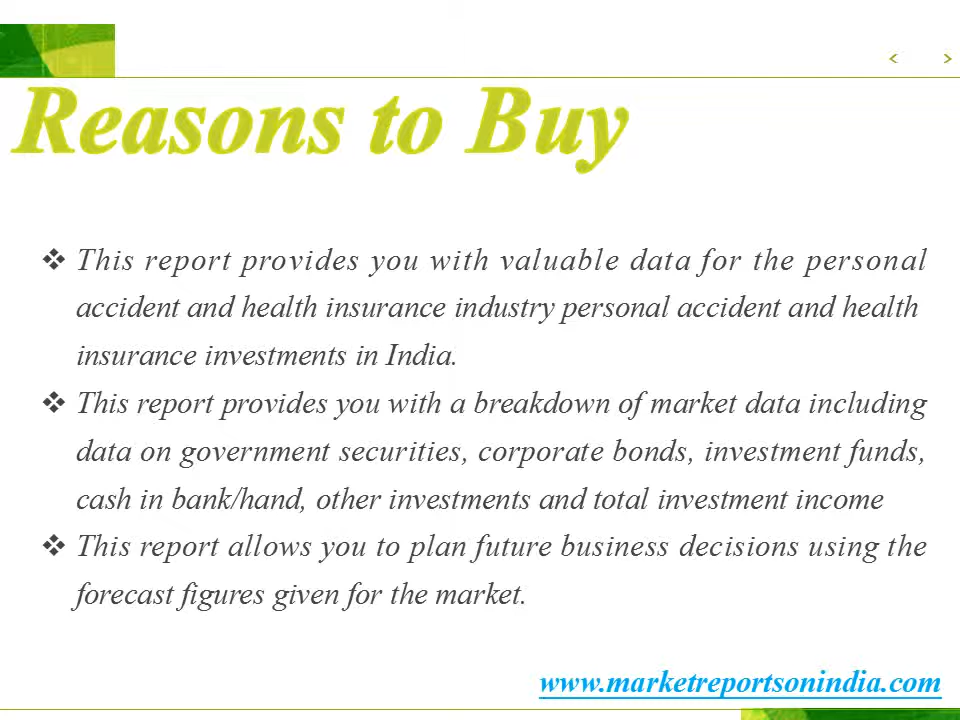 Reasons to Buy
❖ This report provides you with valuable data for the personal
accident and health insurance industry personal accident and health
insurance investments in India.
❖ This report provides you with a breakdown of market data including
data on government securities, corporate bonds, investment funds,
cash in bank/hand, other investments and total investment income
❖ This report allows you to plan future business decisions using the
forecast figures given for the market.
www.marketreportsonindia.com